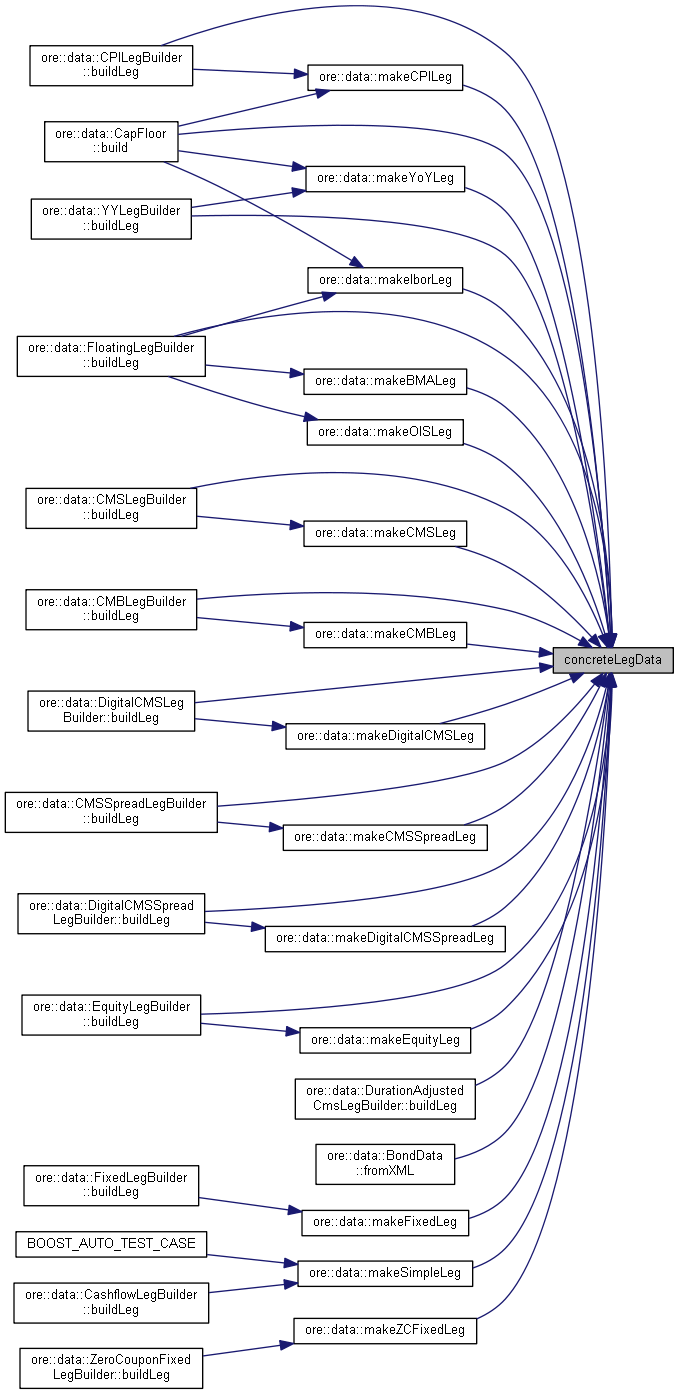 ore::data::CPILegBuilder
::buildLeg
ore::data::makeCPILeg
ore::data::CapFloor
::build
ore::data::makeYoYLeg
ore::data::YYLegBuilder
::buildLeg
ore::data::makeIborLeg
ore::data::FloatingLegBuilder
::buildLeg
ore::data::makeBMALeg
ore::data::makeOISLeg
ore::data::CMSLegBuilder
::buildLeg
ore::data::makeCMSLeg
ore::data::CMBLegBuilder
::buildLeg
ore::data::makeCMBLeg
concreteLegData
ore::data::DigitalCMSLeg
Builder::buildLeg
ore::data::makeDigitalCMSLeg
ore::data::CMSSpreadLegBuilder
::buildLeg
ore::data::makeCMSSpreadLeg
ore::data::DigitalCMSSpread
LegBuilder::buildLeg
ore::data::makeDigitalCMSSpreadLeg
ore::data::EquityLegBuilder
::buildLeg
ore::data::makeEquityLeg
ore::data::DurationAdjusted
CmsLegBuilder::buildLeg
ore::data::BondData
::fromXML
ore::data::FixedLegBuilder
::buildLeg
ore::data::makeFixedLeg
BOOST_AUTO_TEST_CASE
ore::data::makeSimpleLeg
ore::data::CashflowLegBuilder
::buildLeg
ore::data::makeZCFixedLeg
ore::data::ZeroCouponFixed
LegBuilder::buildLeg